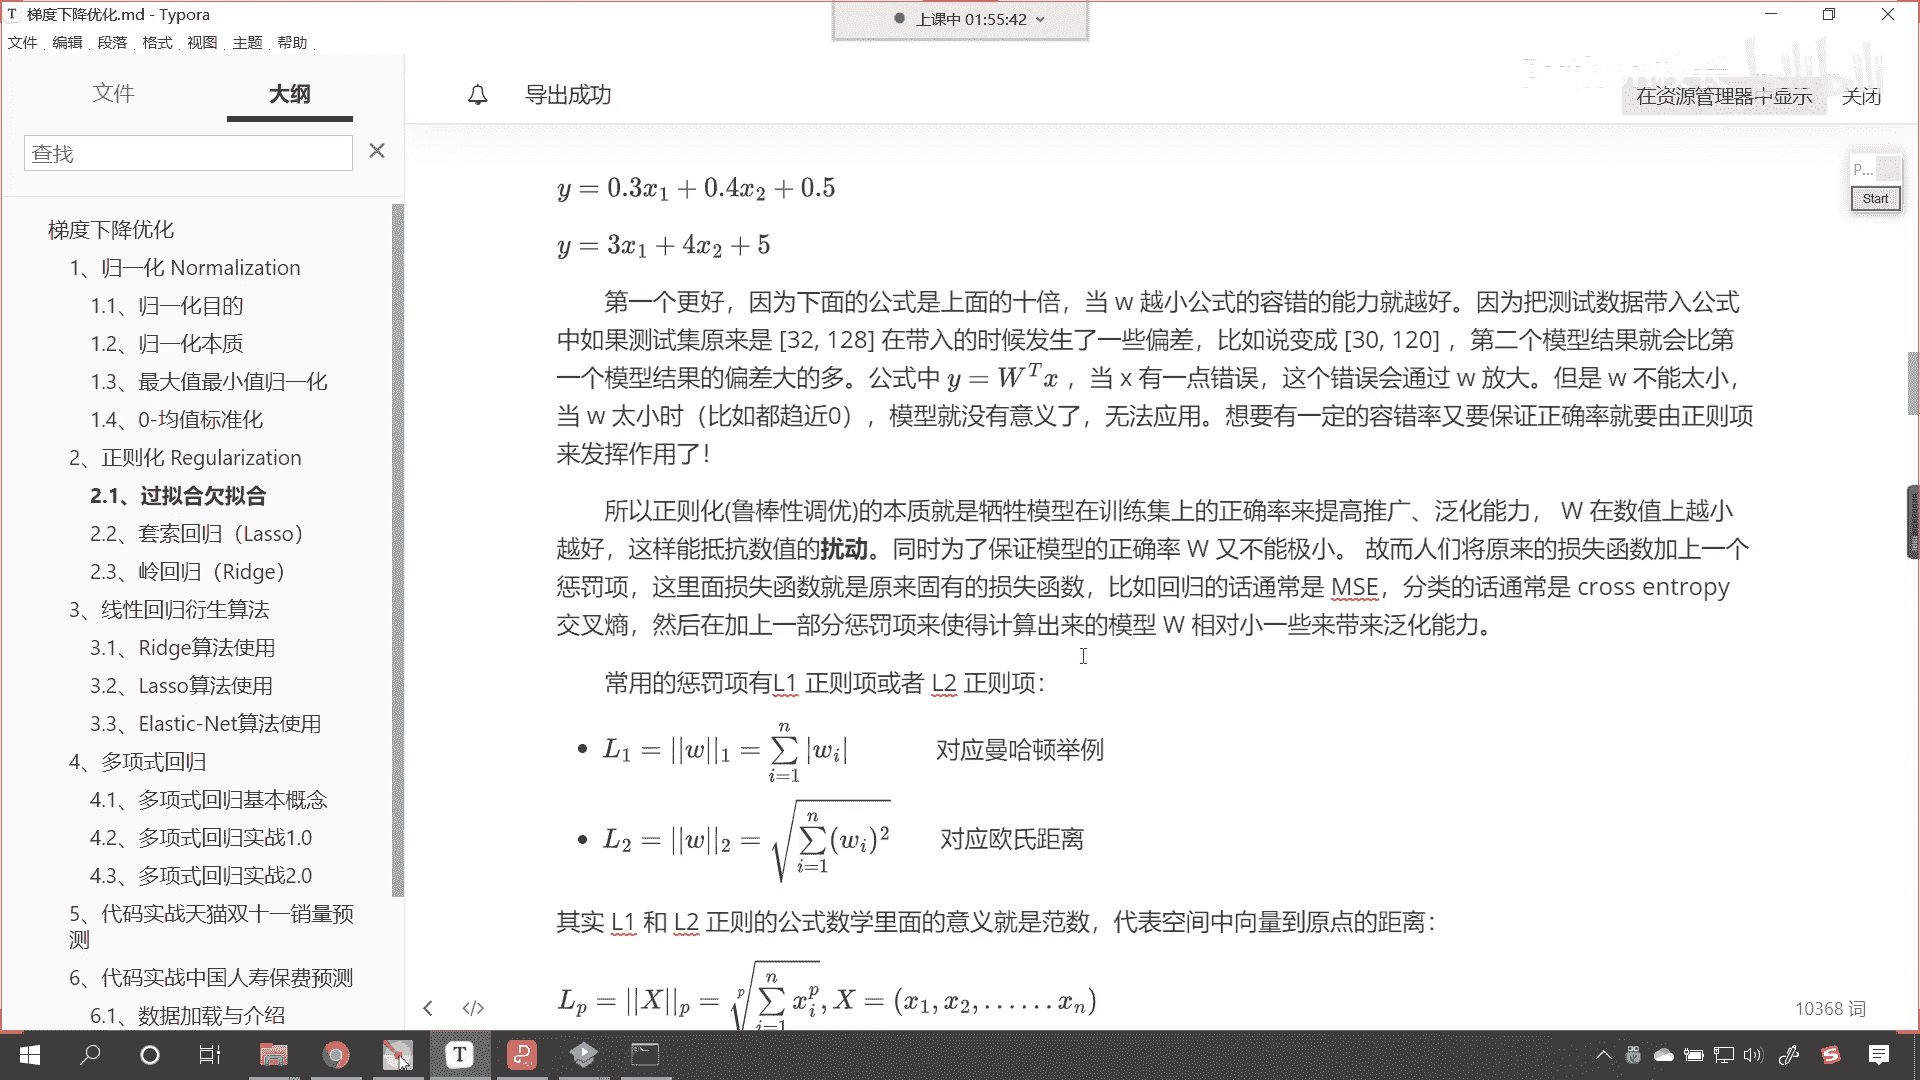 梯度下降优化.md - Typora
上课中 01:55:42
文件 编辑 段落 格式 视图 主题 帮助
文件 大纲
导出成功
在资源管理器中显示 关闭
查找
P...
Start
梯度下降优化
1、归一化 Normalization
1.1、归一化目的
1.2、归一化本质
1.3、最大值最小值归一化
1.4、0-均值标准化
2、正则化 Regularization
2.1、过拟合欠拟合
2.2、套索回归（Lasso）
2.3、岭回归（Ridge）
3、线性回归衍生算法
3.1、Ridge算法使用
3.2、Lasso算法使用
3.3、Elastic-Net算法使用
4、多项式回归
4.1、多项式回归基本概念
4.2、多项式回归实战1.0
4.3、多项式回归实战2.0
5、代码实战天猫双十一销量预
测
6、代码实战中国人寿保费预测
6.1、数据加载与介绍
y = 0.3x₁ + 0.4x₂ + 0.5
y = 3x₁ + 4x₂ + 5
第一个更好，因为下面的公式是上面的十倍，当 w 越小公式的容错的能力就越好。因为把测试数据带入公式
中如果测试集原来是 [32, 128] 在带入的时候发生了一些偏差，比如说变成 [30, 120] ，第二个模型结果就会比第
一个模型结果的偏差大的多。公式中 y = Wᵀx ，当 x 有一点错误，这个错误会通过 w 放大。但是 w 不能太小，
当 w 太小时（比如都趋近0），模型就没有意义了，无法应用。想要有一定的容错率又要保证正确率就要由正则项
来发挥作用了！
所以正则化(鲁棒性调优)的本质就是牺牲模型在训练集上的正确率来提高推广、泛化能力， W 在数值上越小
越好，这样能抵抗数值的扰动。同时为了保证模型的正确率 W 又不能极小。 故而人们将原来的损失函数加上一个
惩罚项，这里面损失函数就是原来固有的损失函数，比如回归的话通常是 MSE，分类的话通常是 cross entropy
交叉熵，然后在加上一部分惩罚项来使得计算出来的模型 W 相对小一些来带来泛化能力。
常用的惩罚项有L1 正则项或者 L2 正则项：
• L₁ = ||w||₁ = ∑ᵢ₌₁ⁿ |wᵢ| 对应曼哈顿举例
• L₂ = ||w||₂ = √∑ᵢ₌₁ⁿ(wᵢ)² 对应欧氏距离
其实 L1 和 L2 正则的公式数学里面的意义就是范数，代表空间中向量到原点的距离：
Lₚ = ||X||ₚ = ᵖ√∑ᵢ₌₁ⁿ xᵢᵖ, X = (x₁, x₂, ...... xₙ)
10368 词